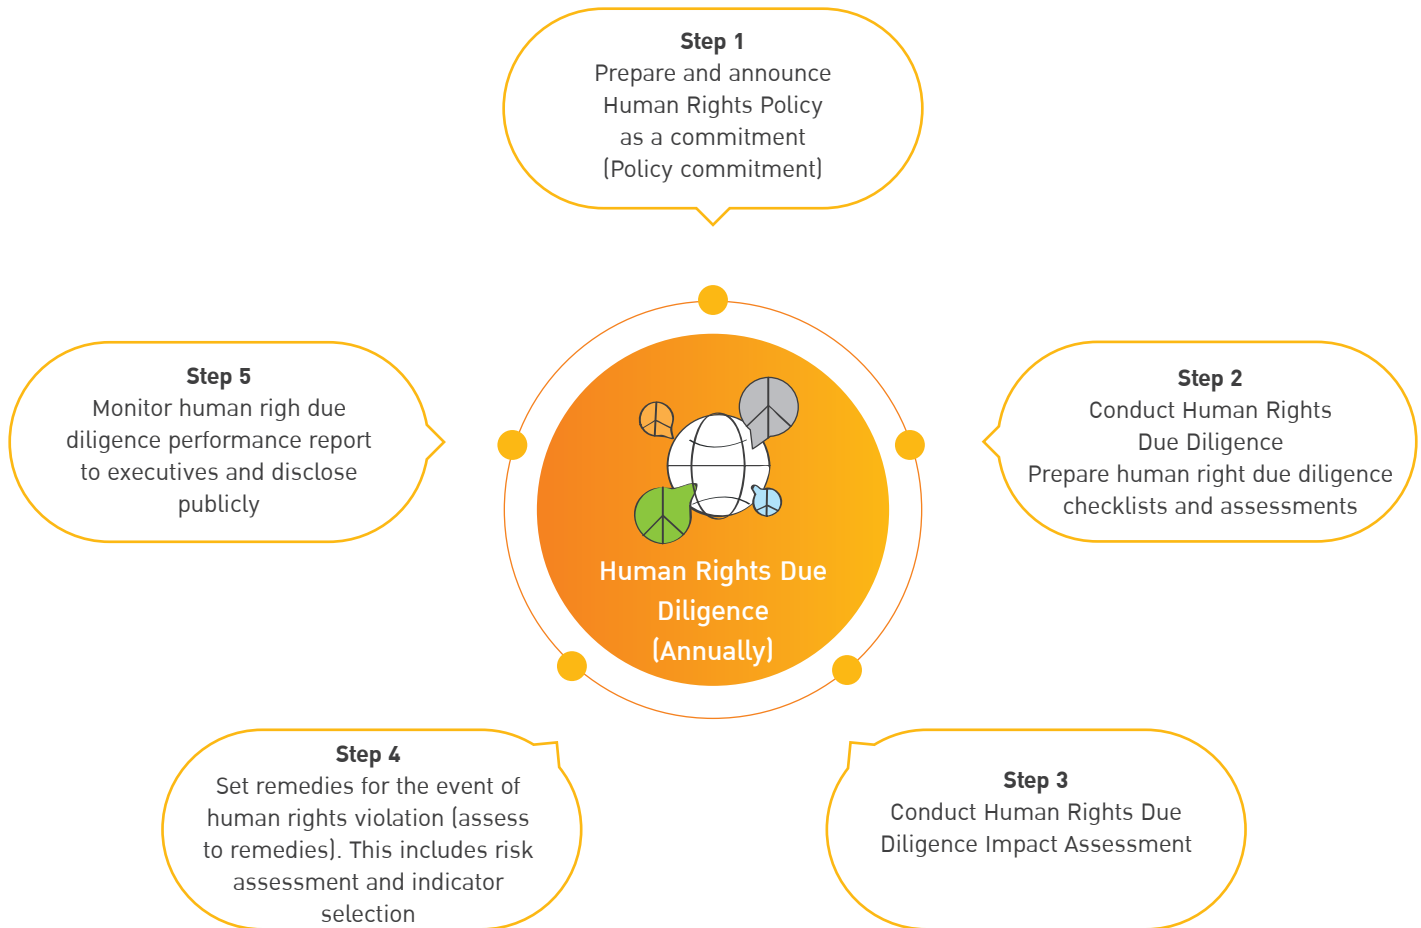 Step 1
Prepare and announce
Human Rights Policy
as a commitment
(Policy commitment)
Step 2
Conduct Human Rights
Due Diligence
Prepare human right due diligence
checklists and assessments
Step 3
Conduct Human Rights Due
Diligence Impact Assessment
Step 4
Set remedies for the event of
human rights violation (assess
to remedies). This includes risk
assessment and indicator
selection
Step 5
Monitor human righ due
diligence performance report
to executives and disclose
publicly
Human Rights Due
Diligence
(Annually)